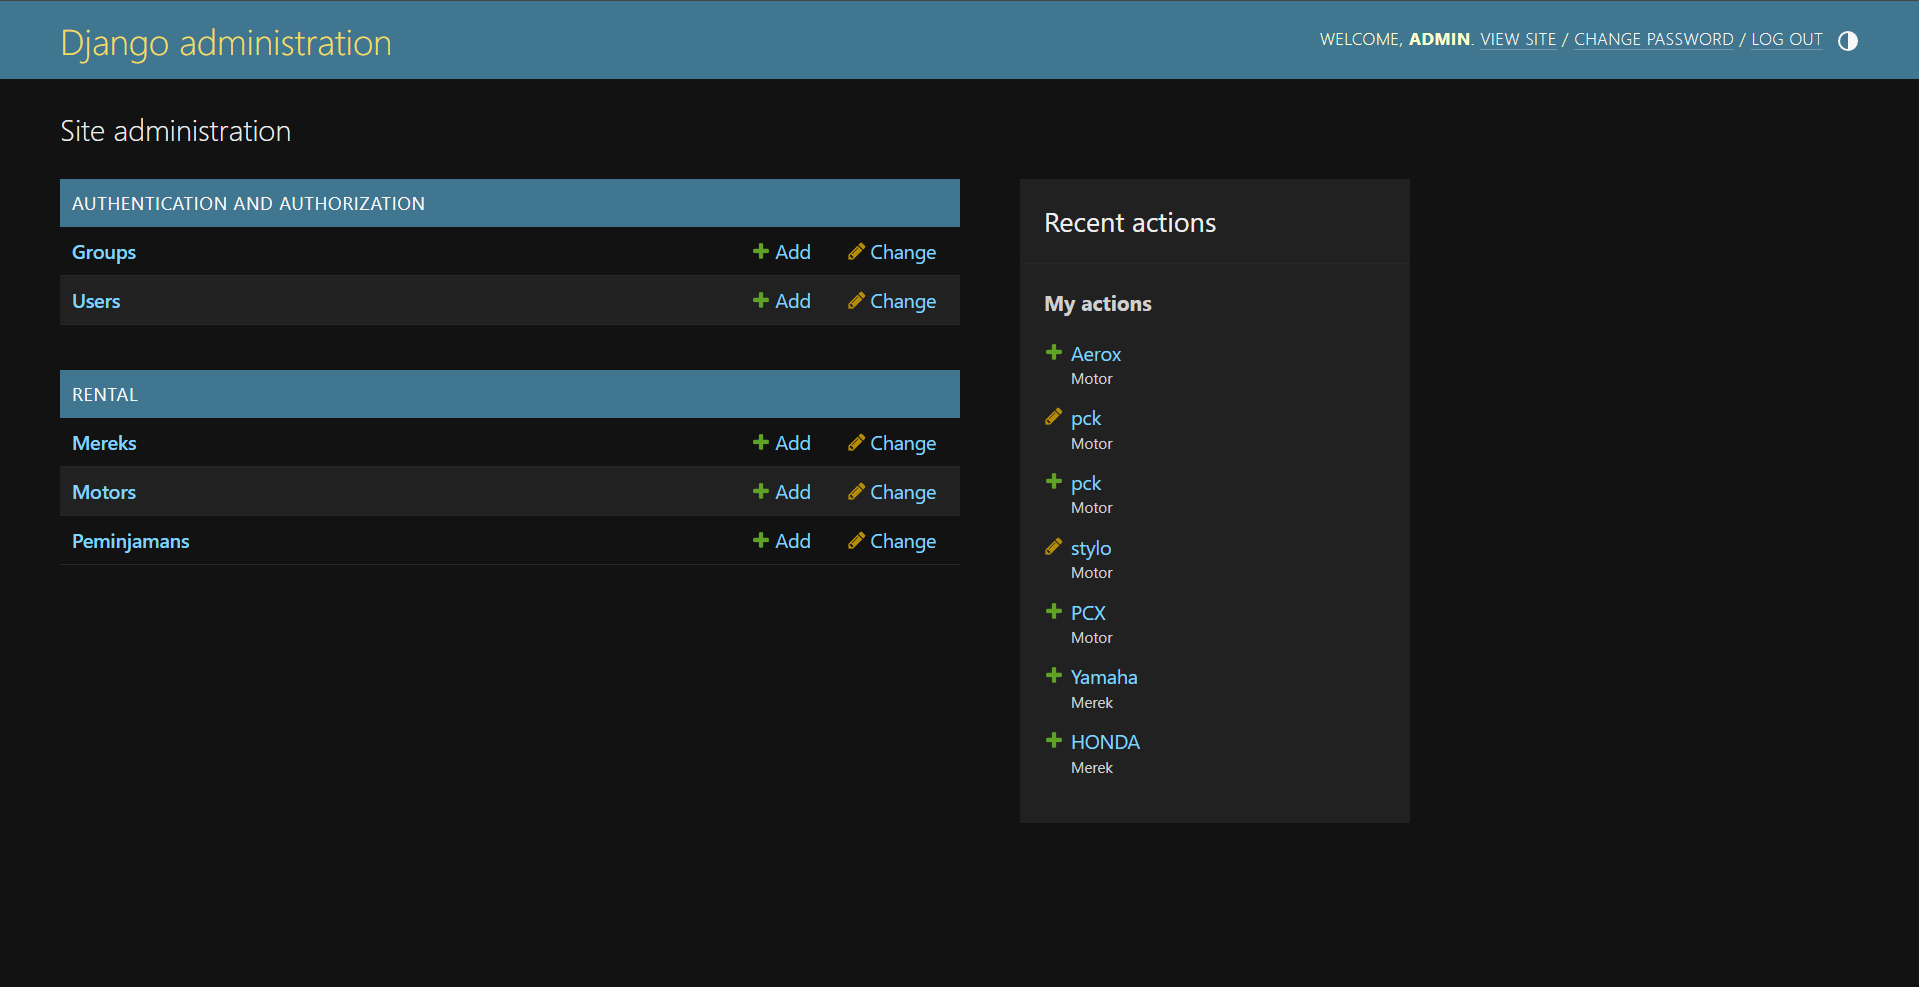 Django administration
WELCOME, ADMIN. VIEW SITE / CHANGE PASSWORD / LOG OUT
Site administration
AUTHENTICATION AND AUTHORIZATION
Groups Add Change
Users Add Change
RENTAL
Mereks Add Change
Motors Add Change
Peminjamans Add Change
Recent actions
My actions
Aerox
Motor
pck
Motor
pck
Motor
stylo
Motor
PCX
Motor
Yamaha
Merek
HONDA
Merek